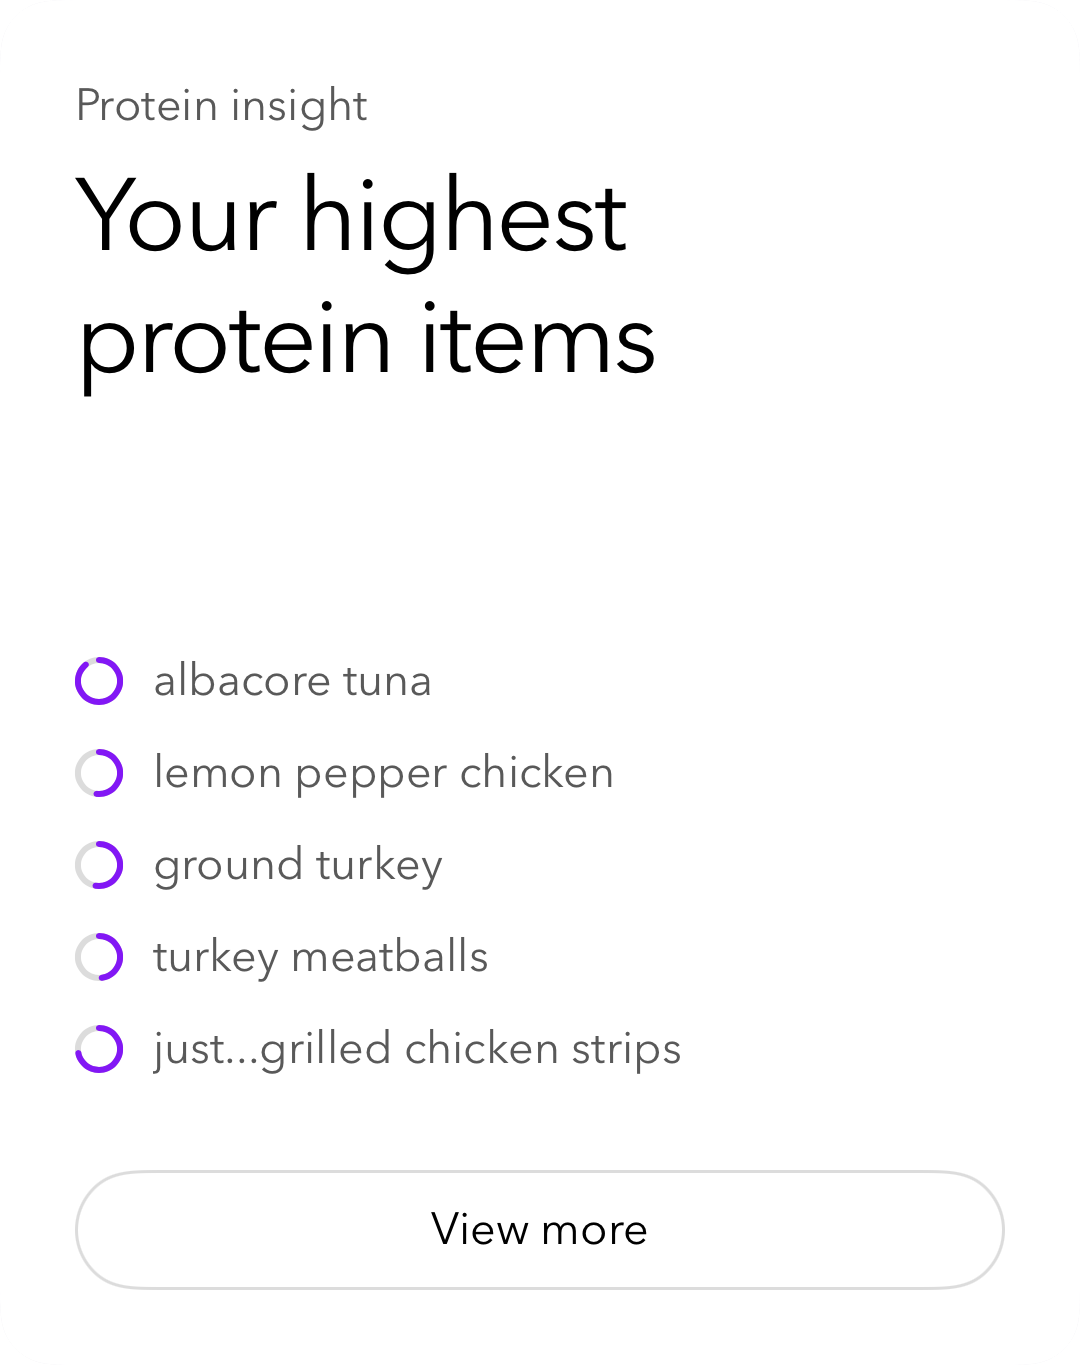 Protein insight
Your highest
protein items
albacore tuna
lemon pepper chicken
ground turkey
turkey meatballs
just...grilled chicken strips
View more